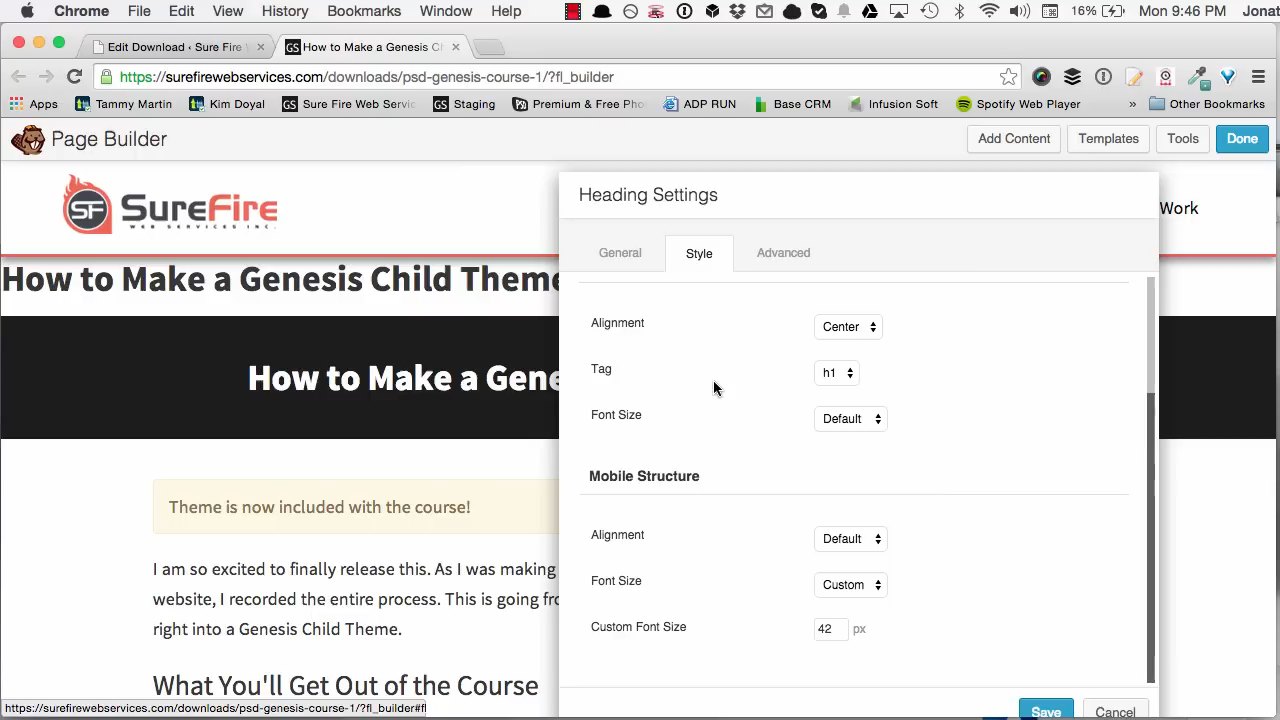 Chrome File Edit View History Bookmarks Window Help 16% Mon 9:46 PM Jonat
Edit Download ‹ Sure Fire
How to Make a Genesis Ch
https://surefirewebservices.com/downloads/psd-genesis-course-1/?fl_builder
Apps Tammy Martin Kim Doyal Sure Fire Web Servic Staging Premium & Free Pho ADP RUN Base CRM Infusion Soft Spotify Web Player » Other Bookmarks
Page Builder Add Content Templates Tools Done
SF SureFire
WEB SERVICES INC.
Work
Heading Settings
General Style Advanced
How to Make a Genesis Child Theme
Alignment Center
Tag h1
Font Size Default
How to Make a Gene
Mobile Structure
Alignment Default
Font Size Custom
Custom Font Size 42 px
Theme is now included with the course!
I am so excited to finally release this. As I was making
website, I recorded the entire process. This is going fro
right into a Genesis Child Theme.
What You'll Get Out of the Course
Save Cancel
https://surefirewebservices.com/downloads/psd-genesis-course-1/?fl_builder#fl